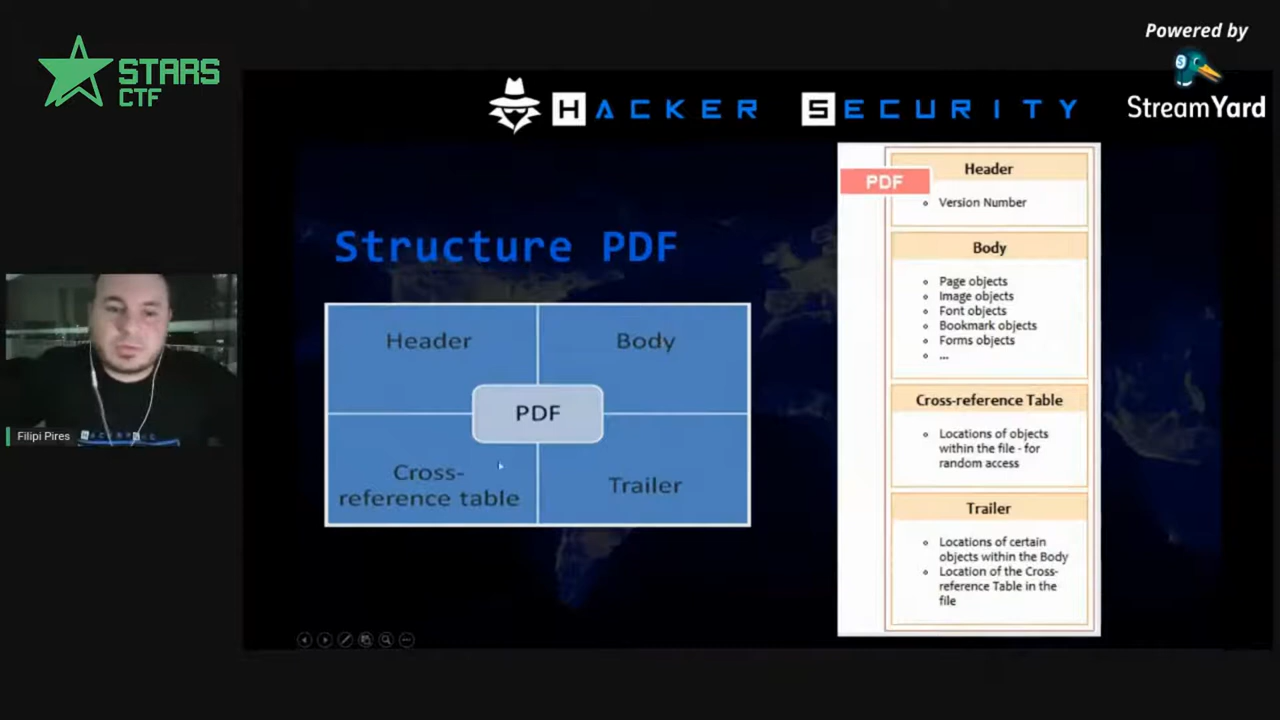 STARS
CTF
HACKER SECURITY
Powered by
StreamYard
Structure PDF
Header
Body
PDF
Cross-
reference table
Trailer
PDF
Header
Version Number
Body
Page objects
Image objects
Font objects
Bookmark objects
Forms objects
...
Cross-reference Table
Locations of objects
within the file - for
random access
Trailer
Locations of certain
objects within the Body
Location of the Cross-
reference Table in the
file
Filipi Pires